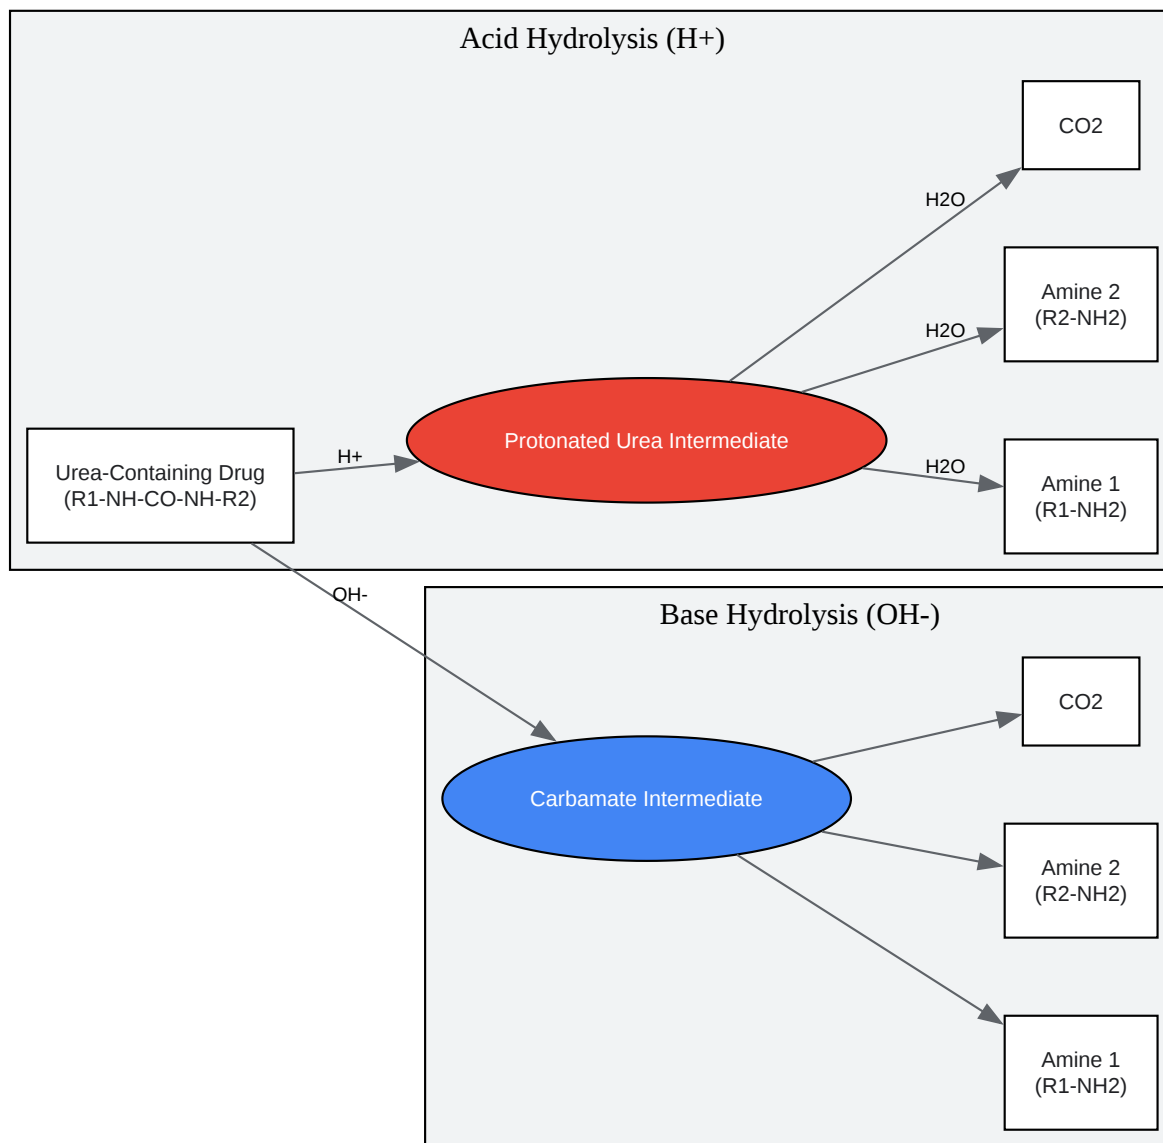 Acid Hydrolysis (H+)
CO2
H2O
Amine 2
(R2-NH2)
H2O
Protonated Urea Intermediate
Urea-Containing Drug
(R1-NH-CO-NH-R2)
H+
H2O
Amine 1
(R1-NH2)
OH-
Base Hydrolysis (OH-)
CO2
Carbamate Intermediate
Amine 2
(R2-NH2)
Amine 1
(R1-NH2)